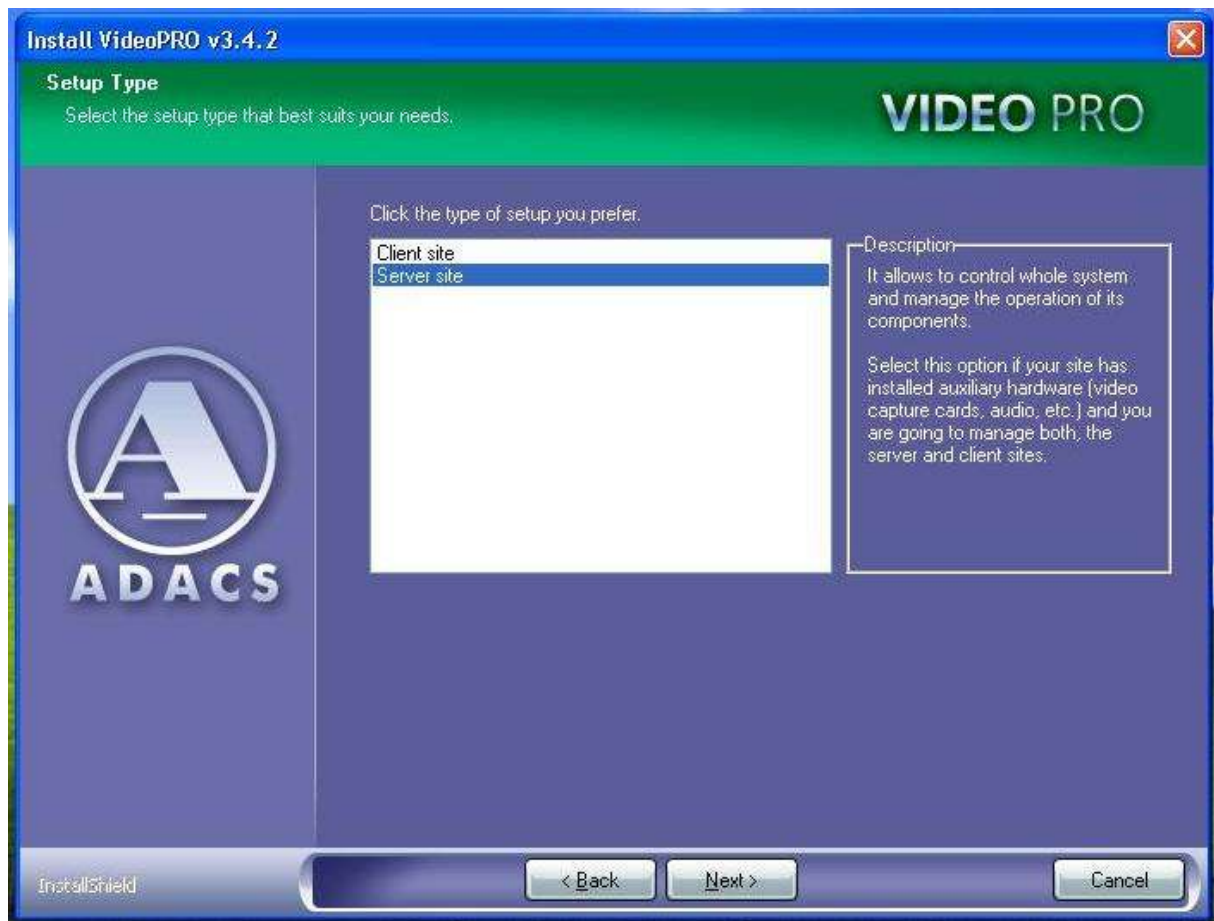 Install VideoPRO v3.4.2
Setup Type
Select the setup type that best suits your needs.
VIDEO PRO
Click the type of setup you prefer.
Client site
Server site
Description
It allows to control whole system
and manage the operation of its
components.
Select this option if your site has
installed auxiliary hardware (video
capture cards, audio, etc.) and you
are going to manage both, the
server and client sites.
A
ADACS
InstallShield
< Back
Next >
Cancel